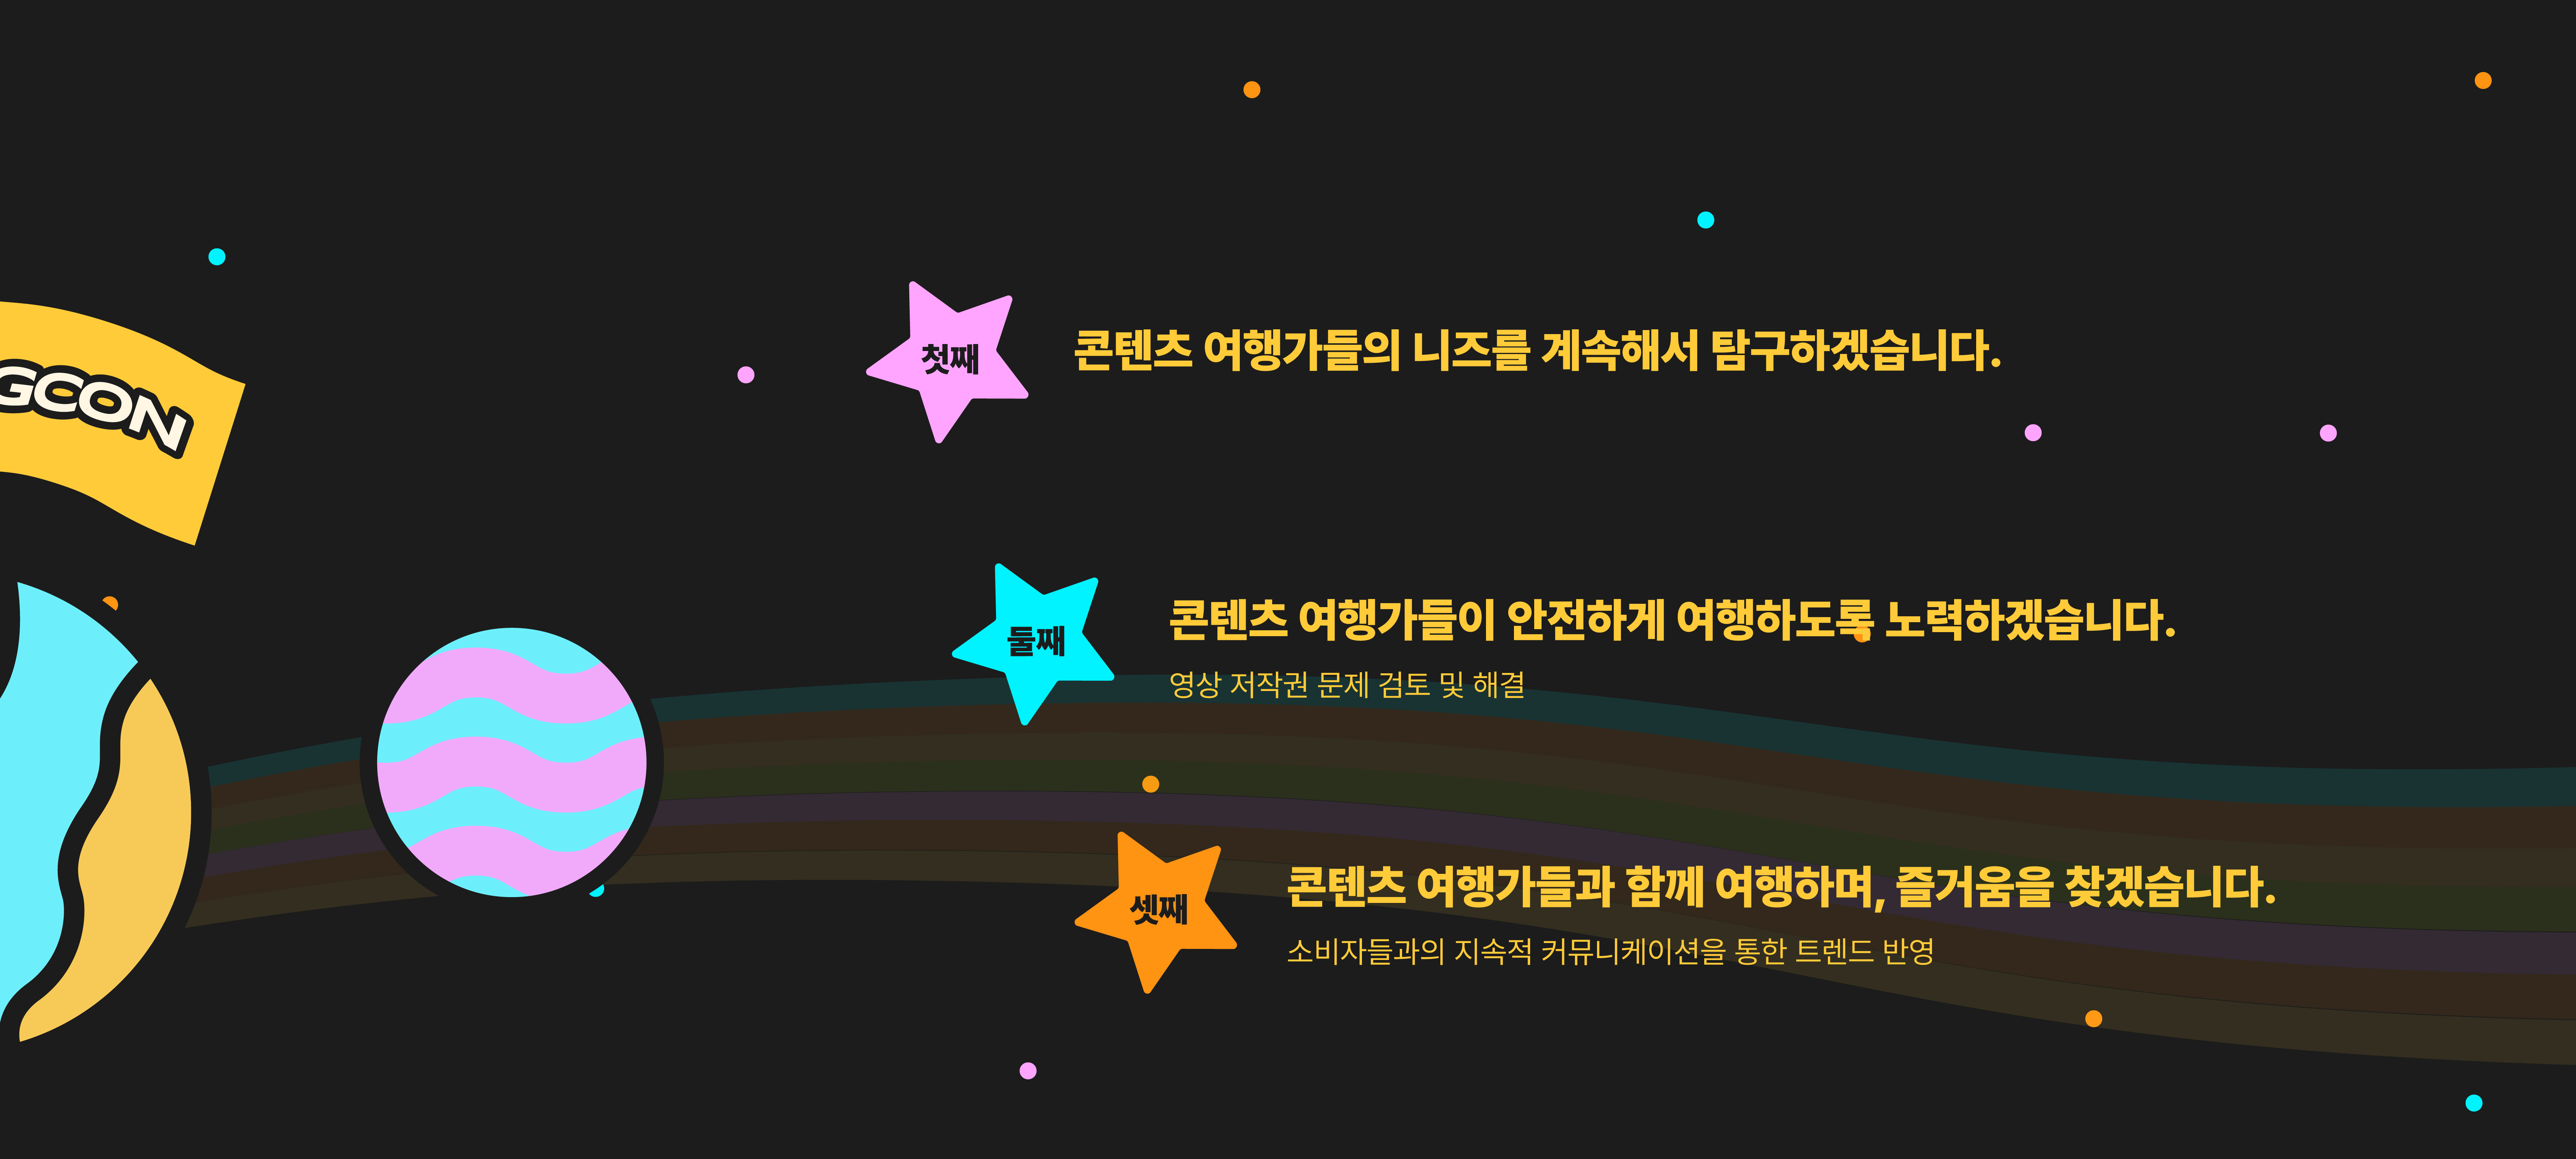 GCON
첫째
콘텐츠 여행가들의 니즈를 계속해서 탐구하겠습니다.
둘째
콘텐츠 여행가들이 안전하게 여행하도록 노력하겠습니다.
영상 저작권 문제 검토 및 해결
셋째
콘텐츠 여행가들과 함께 여행하며, 즐거움을 찾겠습니다.
소비자들과의 지속적 커뮤니케이션을 통한 트렌드 반영